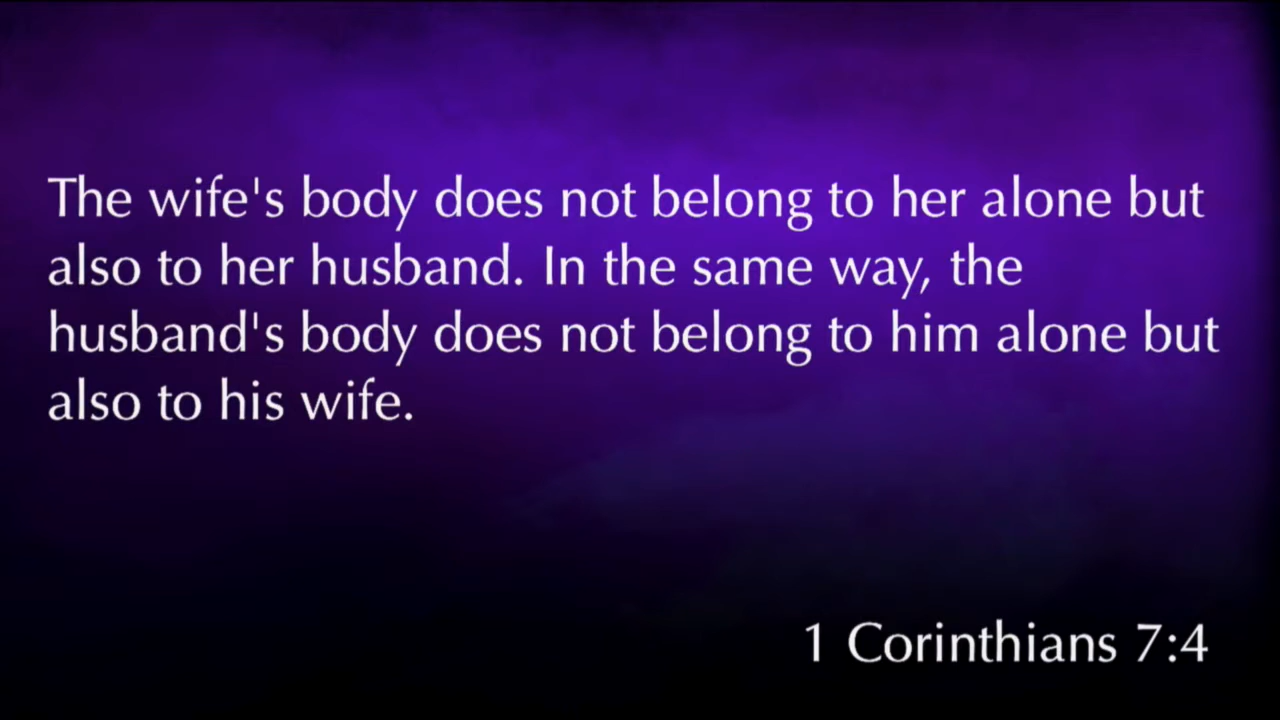 The wife's body does not belong to her alone but
also to her husband. In the same way, the
husband's body does not belong to him alone but
also to his wife.
1 Corinthians 7:4